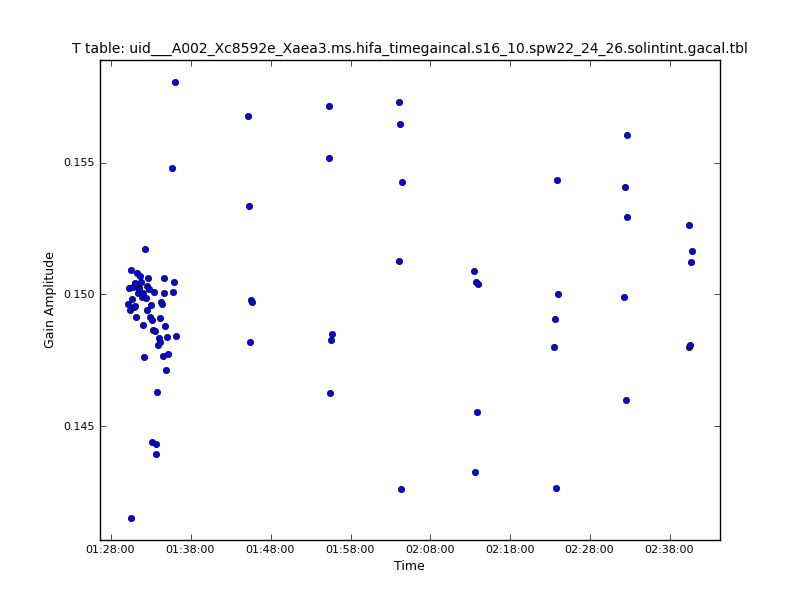 T table: uid___A002_Xc8592e_Xaea3.ms.hifa_timegaincal.s16_10.spw22_24_26.solintint.gacal.tbl
0.155
0.150
0.145
Gain Amplitude
01:28:00 01:38:00 01:48:00 01:58:00 02:08:00 02:18:00 02:28:00 02:38:00
Time